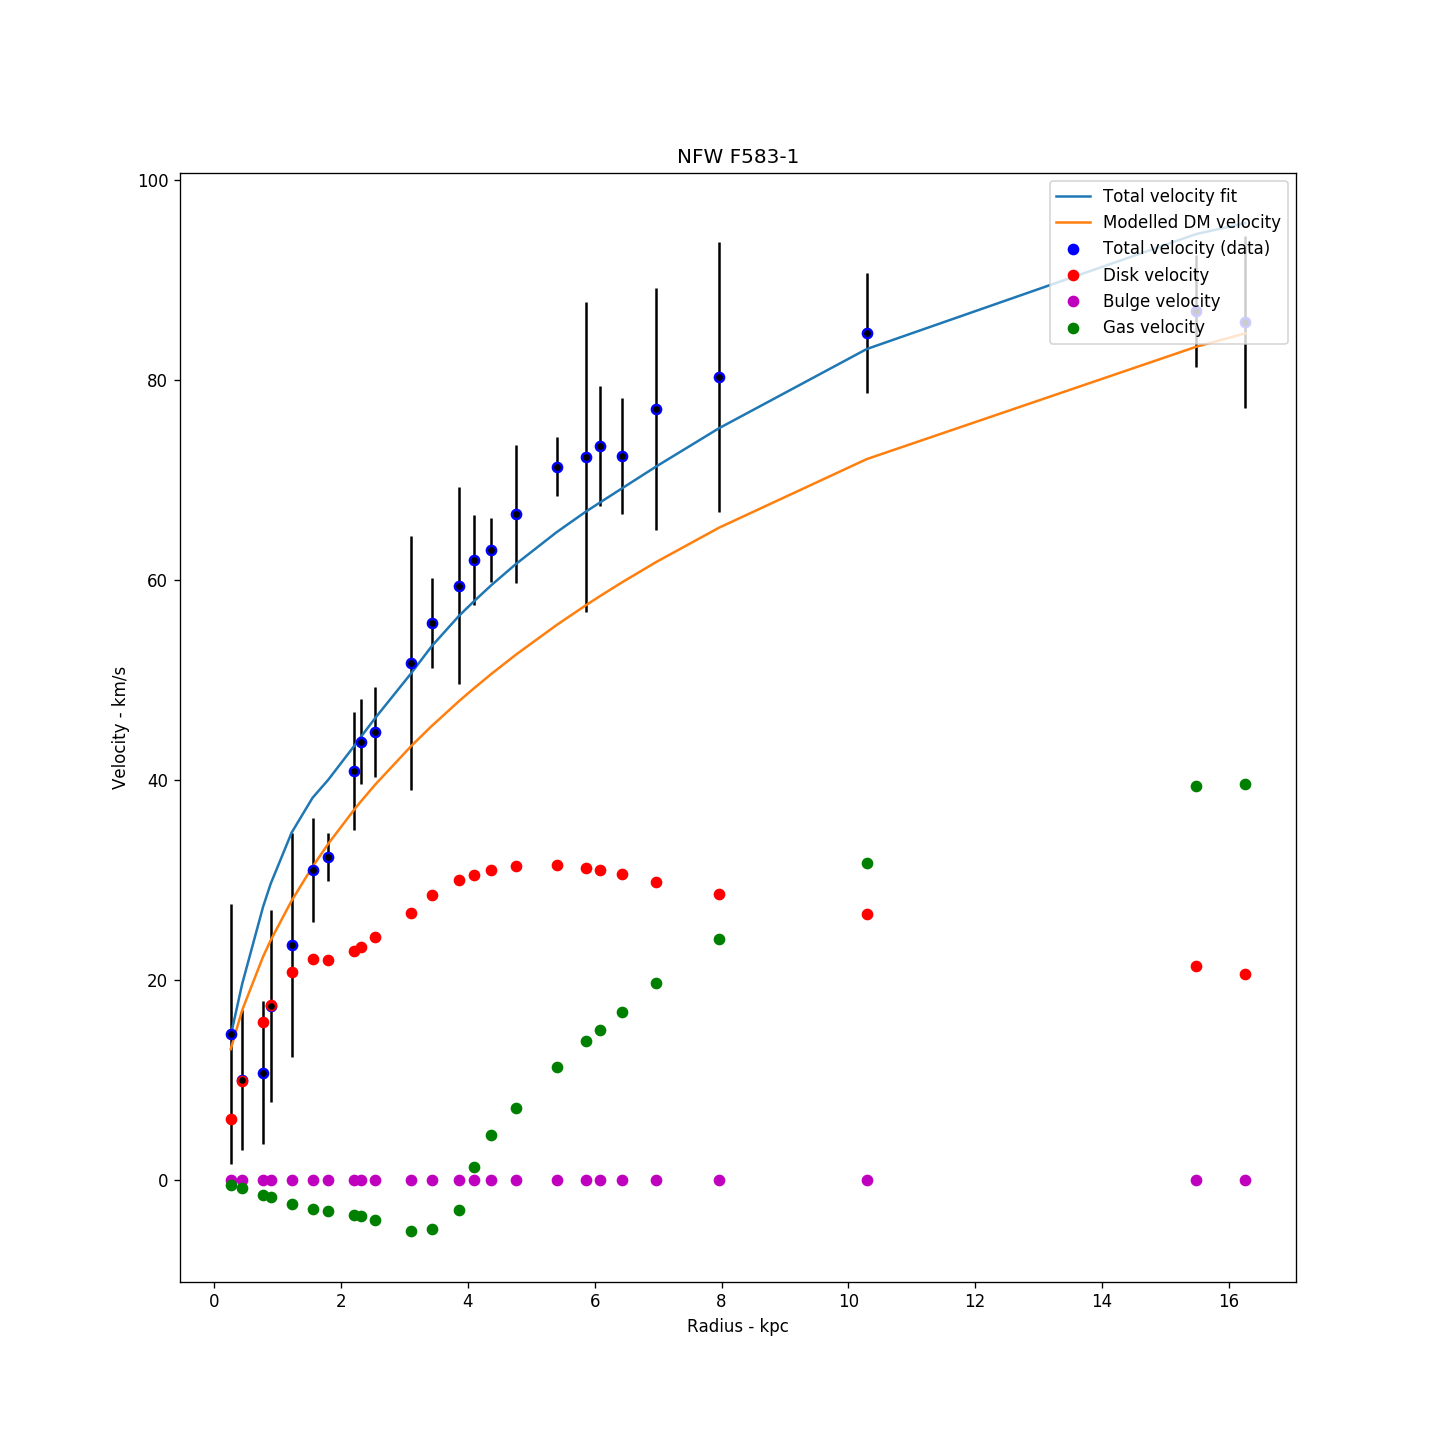 NFW F583-1
100
80
60
40
20
0
Velocity - km/s
Total velocity fit
Modelled DM velocity
Total velocity (data)
Disk velocity
Bulge velocity
Gas velocity
0 2 4 6 8 10 12 14 16
Radius - kpc